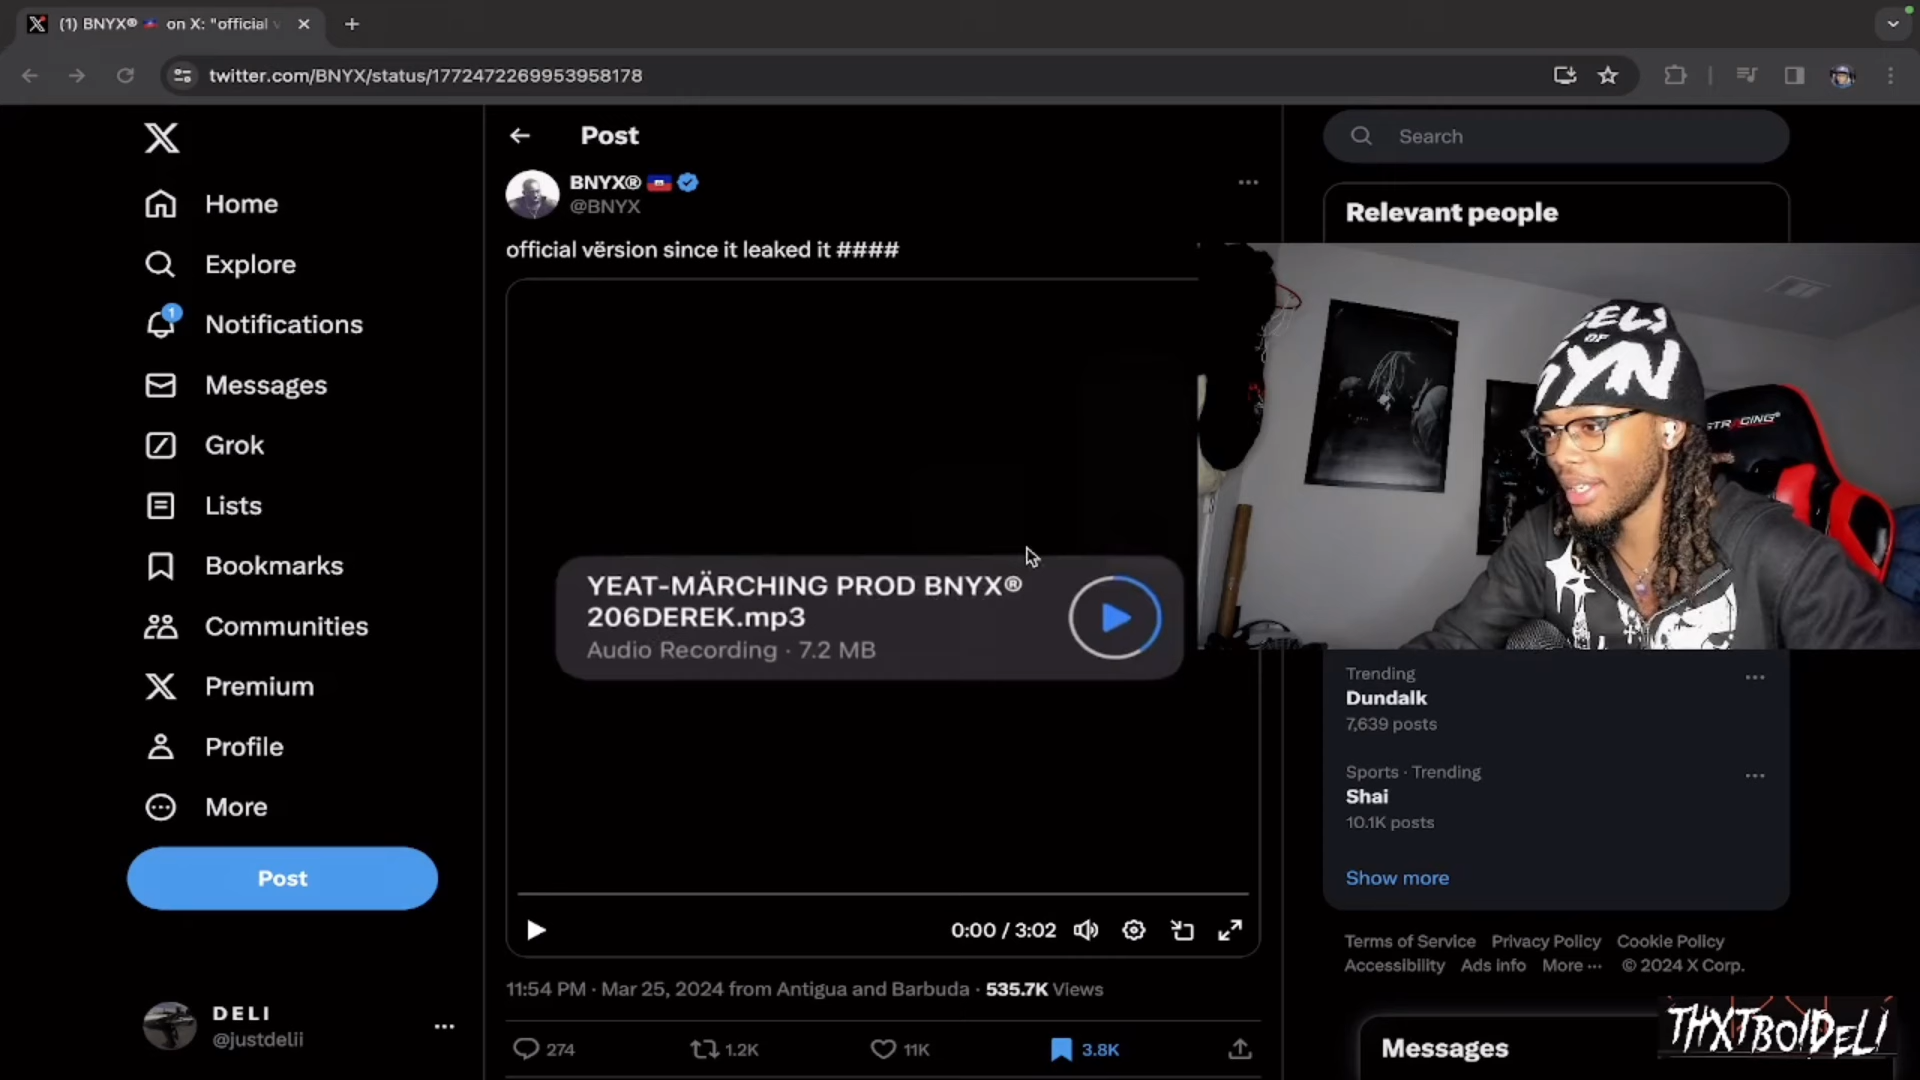 (1) BNYX® on X: "official v
twitter.com/BNYX/status/1772472269953958178
Home
Explore
1
Notifications
Messages
Grok
Lists
Bookmarks
Communities
Premium
Profile
More
Post
DELI
@justdelii
Post
BNYX®
@BNYX
official vërsion since it leaked it ####
YEAT-MÄRCHING PROD BNYX®
206DEREK.mp3
Audio Recording · 7.2 MB
0:00 / 3:02
11:54 PM · Mar 25, 2024 from Antigua and Barbuda · 535.7K Views
274
1.2K
11K
3.8K
Search
Relevant people
OF
Trending
Dundalk
7,639 posts
Sports · Trending
Shai
10.1K posts
Show more
Terms of Service Privacy Policy Cookie Policy
Accessibility Ads info More ··· © 2024 X Corp.
Messages
THXTBOIDELI